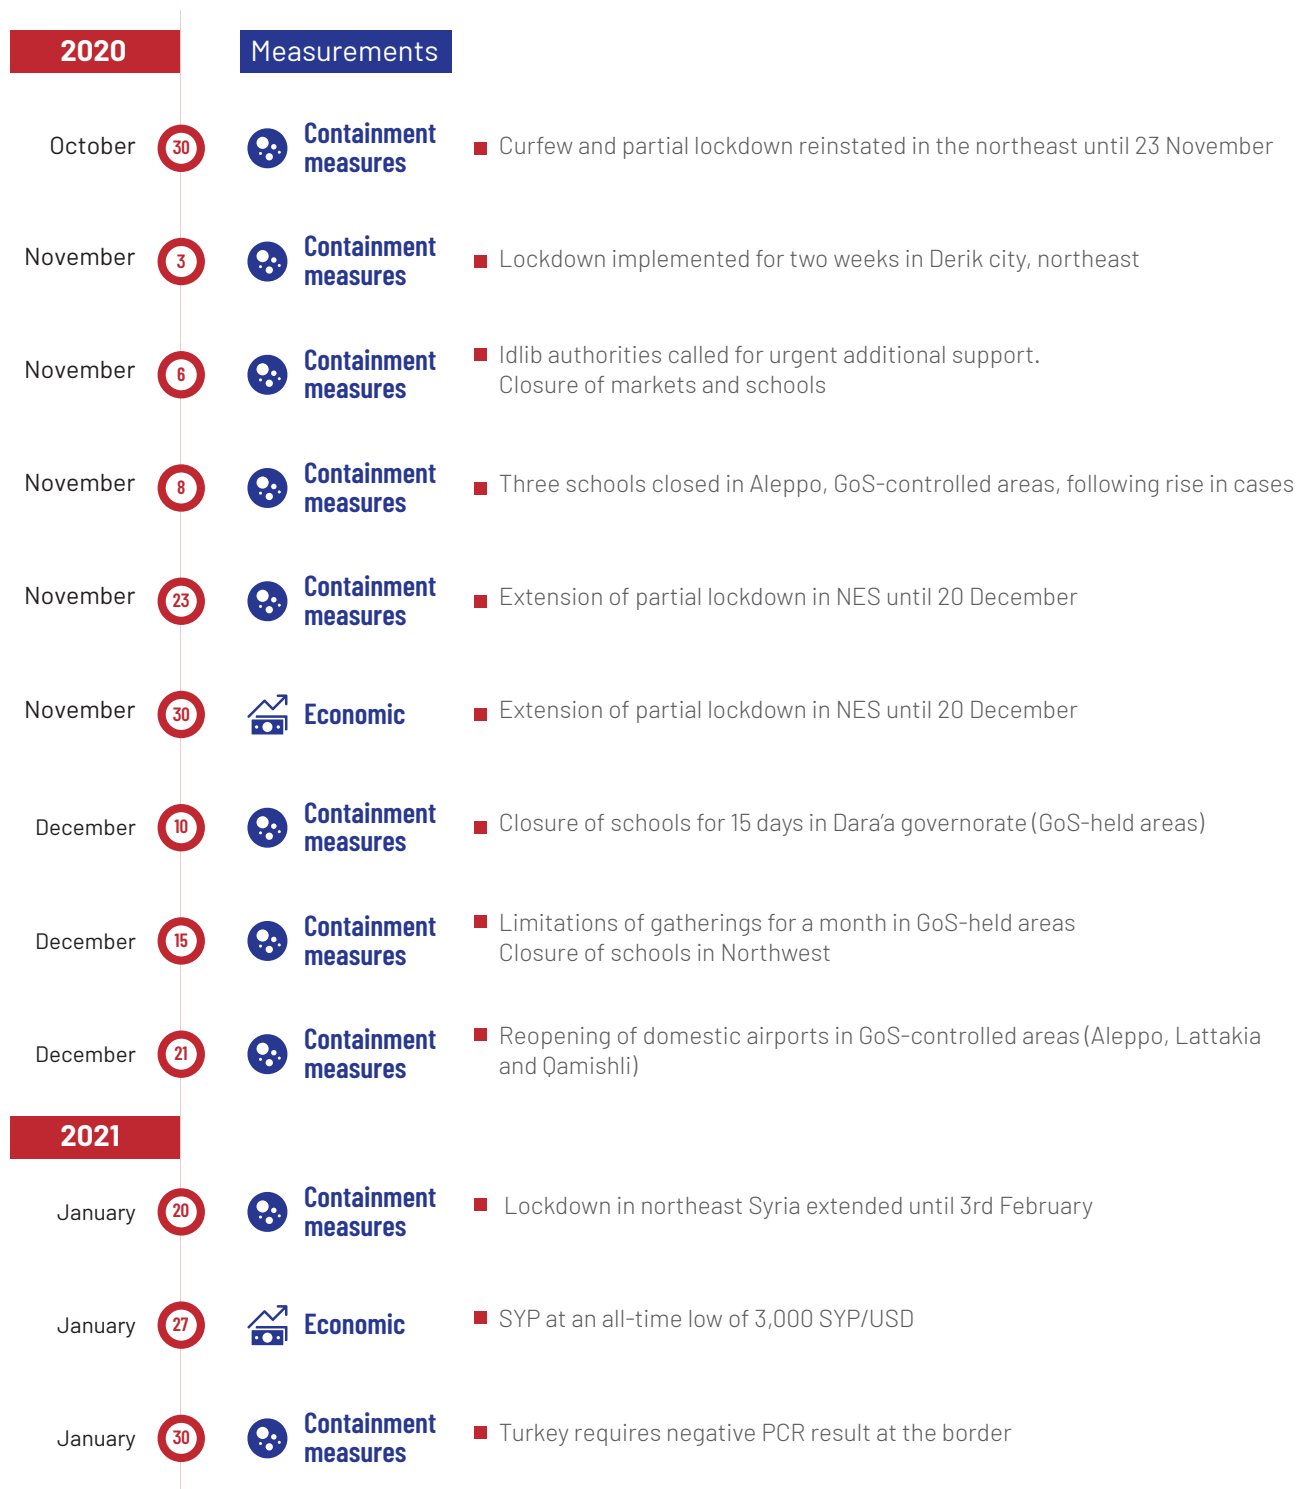 2020
Measurements
October
30
Containment
measures
Curfew and partial lockdown reinstated in the northeast until 23 November
November
3
Containment
measures
Lockdown implemented for two weeks in Derik city, northeast
November
6
Containment
measures
Idlib authorities called for urgent additional support.
Closure of markets and schools
November
8
Containment
measures
Three schools closed in Aleppo, GoS-controlled areas, following rise in cases
November
23
Containment
measures
Extension of partial lockdown in NES until 20 December
November
30
Economic
Extension of partial lockdown in NES until 20 December
December
10
Containment
measures
Closure of schools for 15 days in Dara’a governorate (GoS-held areas)
December
15
Containment
measures
Limitations of gatherings for a month in GoS-held areas
Closure of schools in Northwest
December
21
Containment
measures
Reopening of domestic airports in GoS-controlled areas (Aleppo, Lattakia
and Qamishli)
2021
January
20
Containment
measures
Lockdown in northeast Syria extended until 3rd February
January
27
Economic
SYP at an all-time low of 3,000 SYP/USD
January
30
Containment
measures
Turkey requires negative PCR result at the border